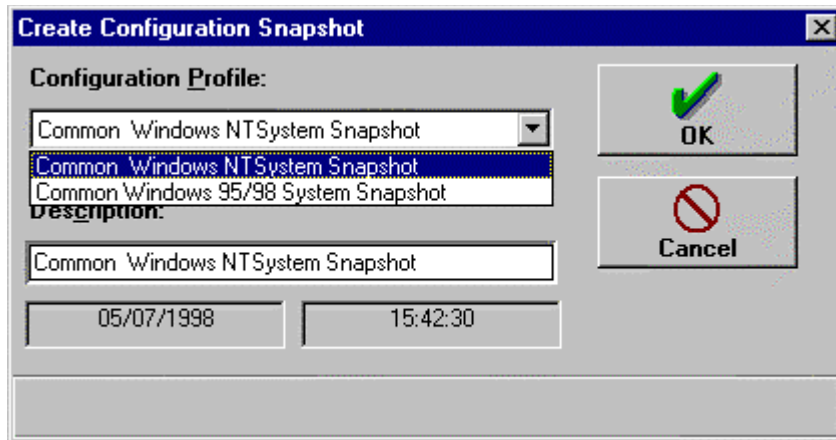 Create Configuration Snapshot
Configuration Profile:
Common  Windows NTSystem Snapshot
Common  Windows NTSystem Snapshot
Common Windows 95/98 System Snapshot
Description:
Common  Windows NTSystem Snapshot
05/07/1998
15:42:30
OK
Cancel